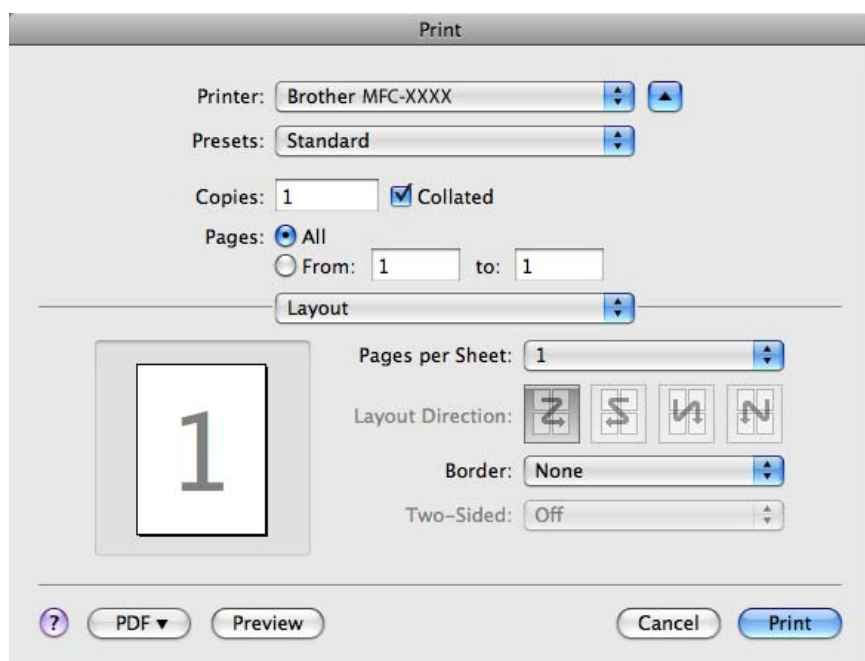 Print
Printer: Brother MFC-XXXX
Presets: Standard
Copies: 1 Collated
Pages: All
From: 1 to: 1
Layout
Pages per Sheet: 1
Layout Direction:
Border: None
Two-Sided: Off
1
? PDF Preview Cancel Print